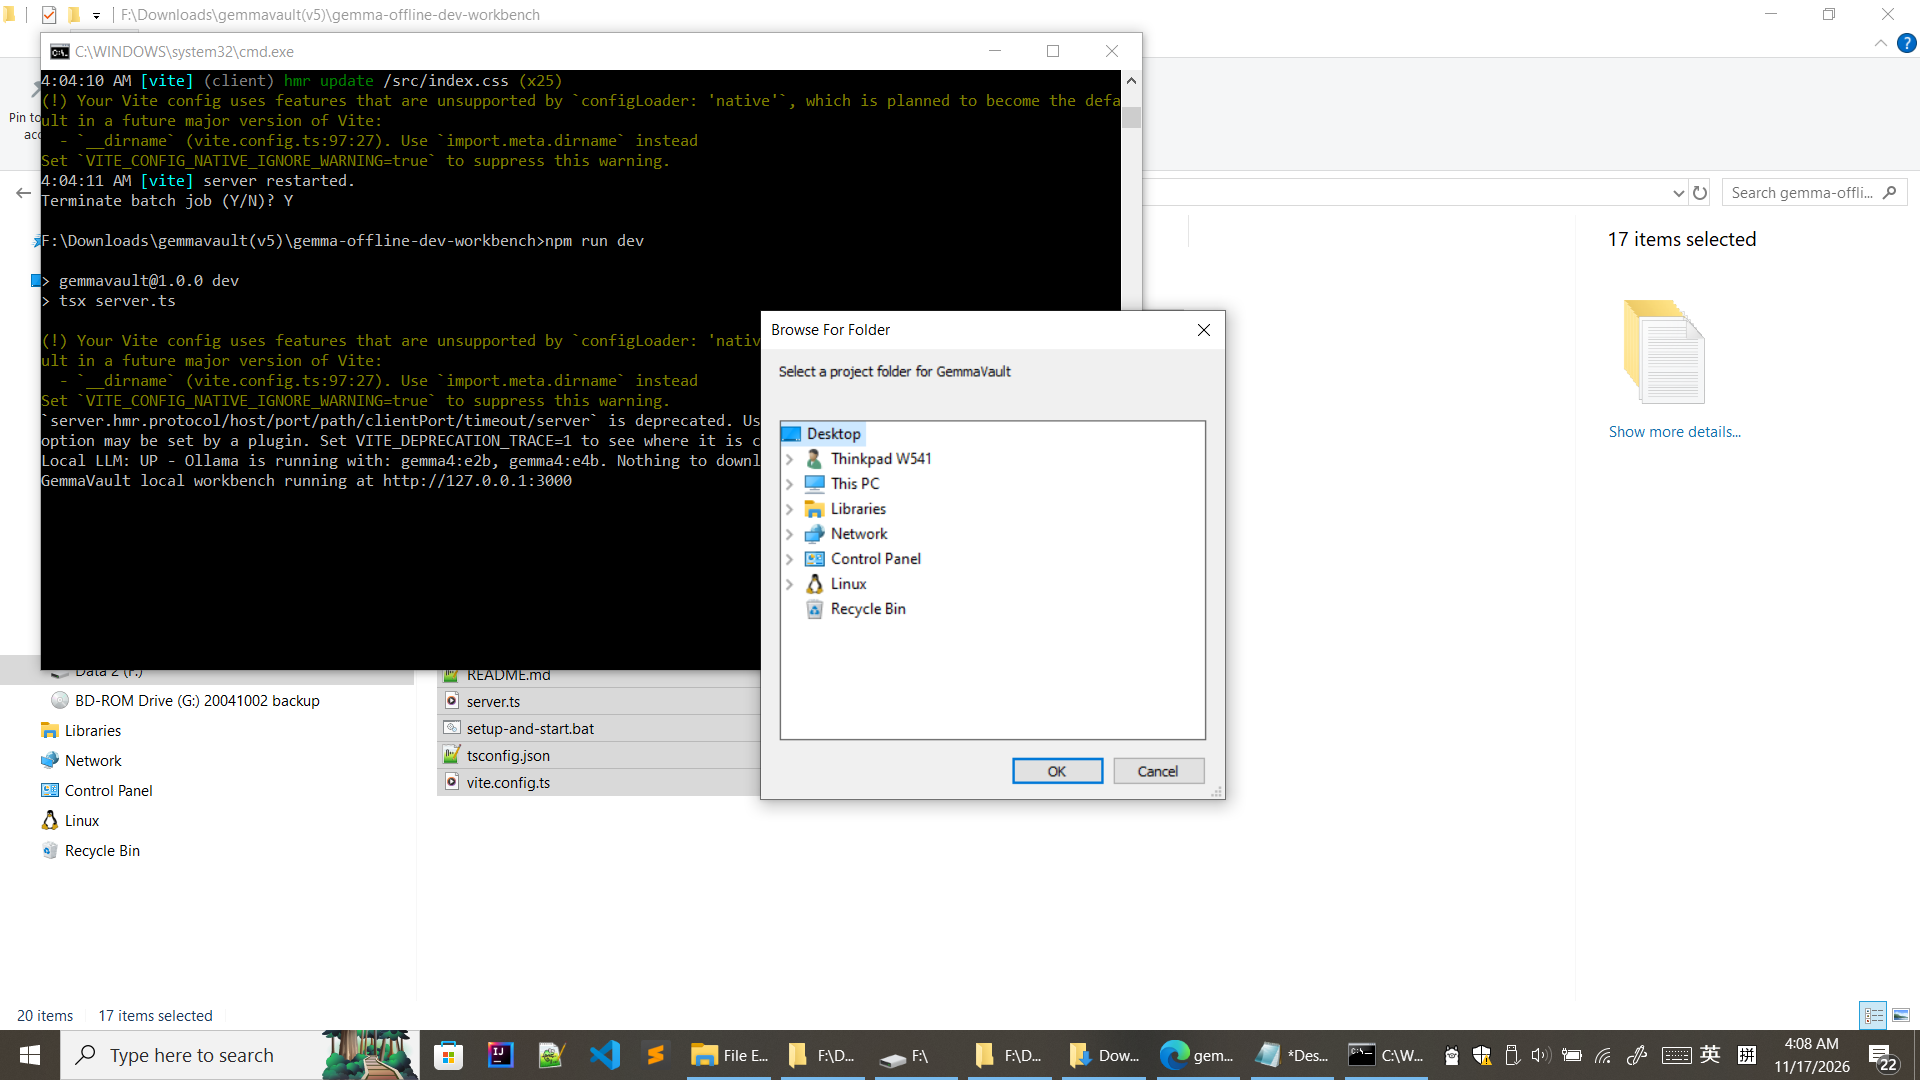 F:\Downloads\gemmavault(v5)\gemma-offline-dev-workbench
C:\WINDOWS\system32\cmd.exe
4:04:10 AM [vite] (client) hmr update /src/index.css (x25)
(!) Your Vite config uses features that are unsupported by `configLoader: 'native'`, which is planned to become the defa
ult in a future major version of Vite:
  - `__dirname` (vite.config.ts:97:27). Use `import.meta.dirname` instead
Set `VITE_CONFIG_NATIVE_IGNORE_WARNING=true` to suppress this warning.
4:04:11 AM [vite] server restarted.
Terminate batch job (Y/N)? Y
F:\Downloads\gemmavault(v5)\gemma-offline-dev-workbench>npm run dev
> gemmavault@1.0.0 dev
> tsx server.ts
(!) Your Vite config uses features that are unsupported by `configLoader: 'nativ
ult in a future major version of Vite:
  - `__dirname` (vite.config.ts:97:27). Use `import.meta.dirname` instead
Set `VITE_CONFIG_NATIVE_IGNORE_WARNING=true` to suppress this warning.
`server.hmr.protocol/host/port/path/clientPort/timeout/server` is deprecated. Us
option may be set by a plugin. Set VITE_DEPRECATION_TRACE=1 to see where it is c
Local LLM: UP - Ollama is running with: gemma4:e2b, gemma4:e4b. Nothing to downl
GemmaVault local workbench running at http://127.0.0.1:3000
Pin to
acc
Search gemma-offli...
17 items selected
Show more details...
Browse For Folder
Select a project folder for GemmaVault
Desktop
Thinkpad W541
This PC
Libraries
Network
Control Panel
Linux
Recycle Bin
OK
Cancel
Data 2 (F:)
BD-ROM Drive (G:) 20041002 backup
Libraries
Network
Control Panel
Linux
Recycle Bin
README.md
server.ts
setup-and-start.bat
tsconfig.json
vite.config.ts
20 items
17 items selected
Type here to search
File E...
F:\D...
F:\
F:\D...
Dow...
gem...
*Des...
C:\W...
英
拼
4:08 AM
11/17/2026
22